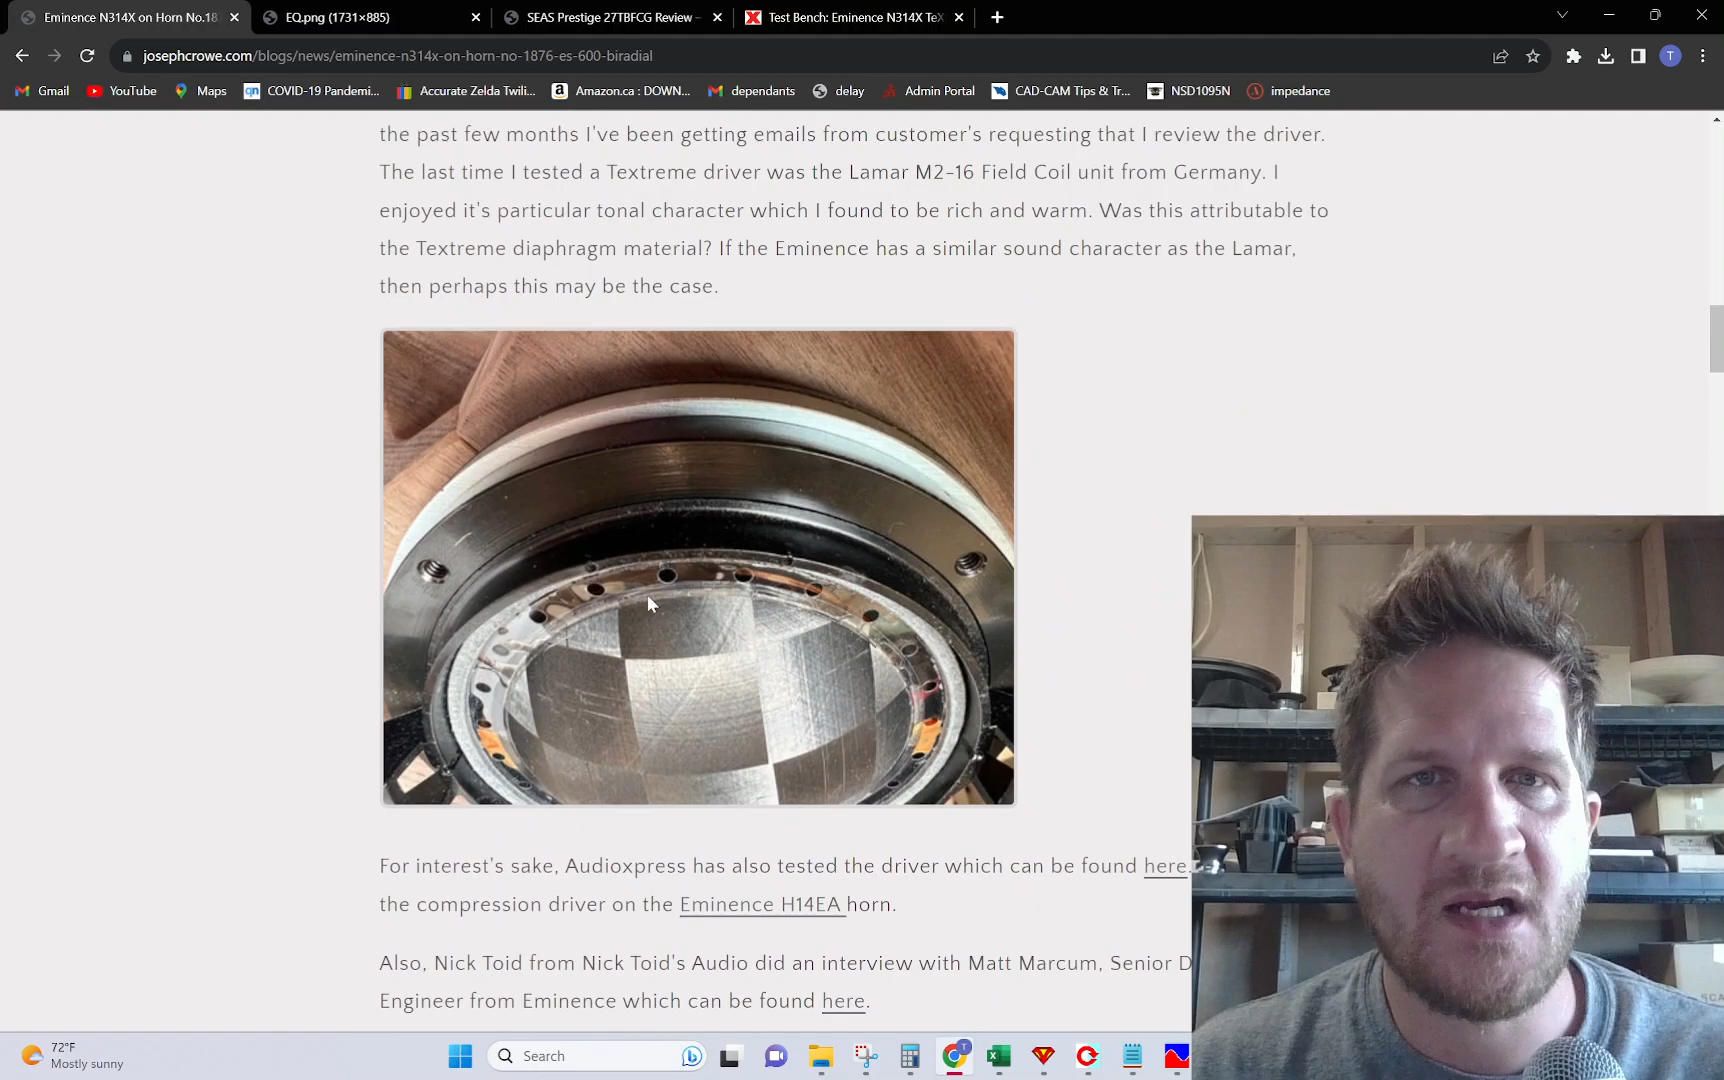 Eminence N314X on Horn No.18
EQ.png (1731×885)
SEAS Prestige 27TBFCG Review –
Test Bench: Eminence N314X TeX
josephcrowe.com/blogs/news/eminence-n314x-on-horn-no-1876-es-600-biradial
T
Gmail
YouTube
Maps
COVID-19 Pandemi...
Accurate Zelda Twili...
Amazon.ca : DOWN...
dependants
delay
Admin Portal
CAD-CAM Tips & Tr...
NSD1095N
impedance
the past few months I've been getting emails from customer's requesting that I review the driver.
The last time I tested a Textreme driver was the Lamar M2-16 Field Coil unit from Germany. I
enjoyed it's particular tonal character which I found to be rich and warm. Was this attributable to
the Textreme diaphragm material? If the Eminence has a similar sound character as the Lamar,
then perhaps this may be the case.
For interest's sake, Audioxpress has also tested the driver which can be found here.
the compression driver on the Eminence H14EA horn.
Also, Nick Toid from Nick Toid's Audio did an interview with Matt Marcum, Senior D
Engineer from Eminence which can be found here.
72°F
Mostly sunny
Search